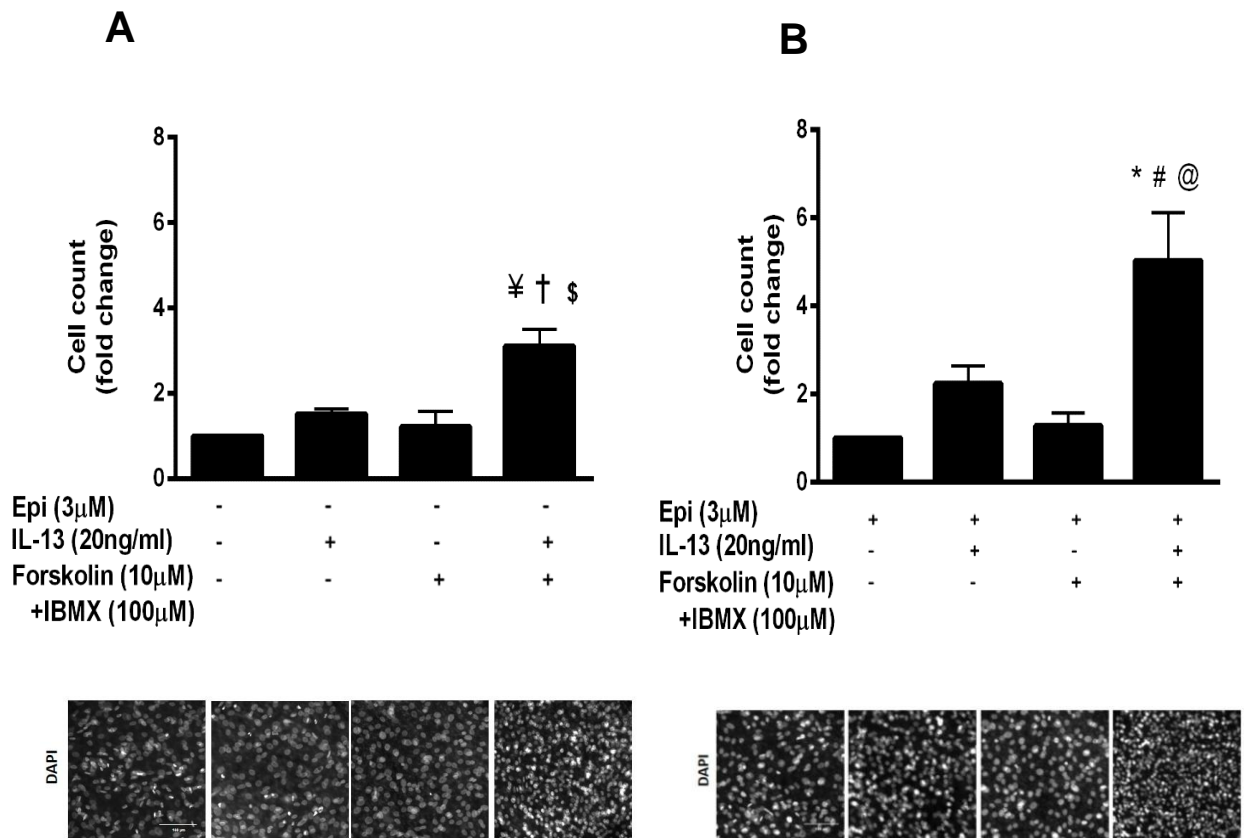 A
8
6
4
2
0
Cell count
(fold change)
¥ † $
Epi (3μM) - - - -
IL-13 (20ng/ml) - + - +
Forskolin (10μM) - - + +
+IBMX (100μM)
DAPI
B
8
6
4
2
0
Cell count
(fold change)
* # @
Epi (3μM) + + + +
IL-13 (20ng/ml) - + - +
Forskolin (10μM) - - + +
+IBMX (100μM)
DAPI